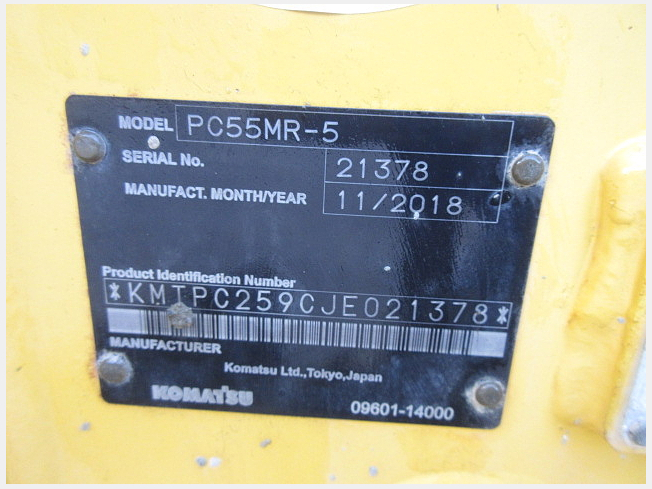 MODEL PC55MR-5
SERIAL No. 21378
MANUFACT. MONTH/YEAR 11/2018
Product Identification Number
*KMTPC259CJE021378*
MANUFACTURER
Komatsu Ltd.,Tokyo,Japan
KOMATSU
09601-14000